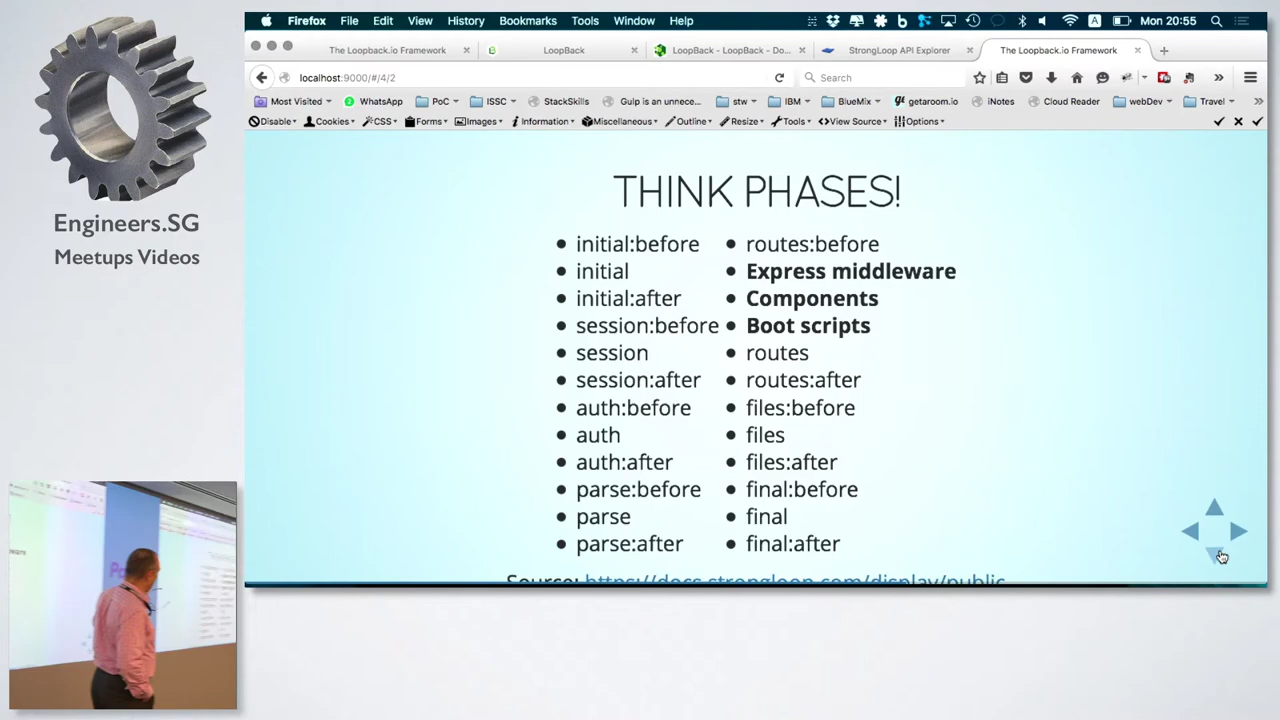 Engineers.SG
Meetups Videos
Firefox File Edit View History Bookmarks Tools Window Help
A
Mon 20:55
The Loopback.io Framework
LoopBack
LoopBack - LoopBack - Do...
StrongLoop API Explorer
The Loopback.io Framework
localhost:9000/#/4/2
Search
Most Visited
WhatsApp
PoC
ISSC
StackSkills
Gulp is an unnece...
stw
IBM
BlueMix
getaroom.io
iNotes
Cloud Reader
webDev
Travel
Disable
Cookies
CSS
Forms
Images
Information
Miscellaneous
Outline
Resize
Tools
View Source
Options
THINK PHASES!
initial:before
initial
initial:after
session:before
session
session:after
auth:before
auth
auth:after
parse:before
parse
parse:after
routes:before
Express middleware
Components
Boot scripts
routes
routes:after
files:before
files
files:after
final:before
final
final:after
Source: https://docs.strongloop.com/display/public